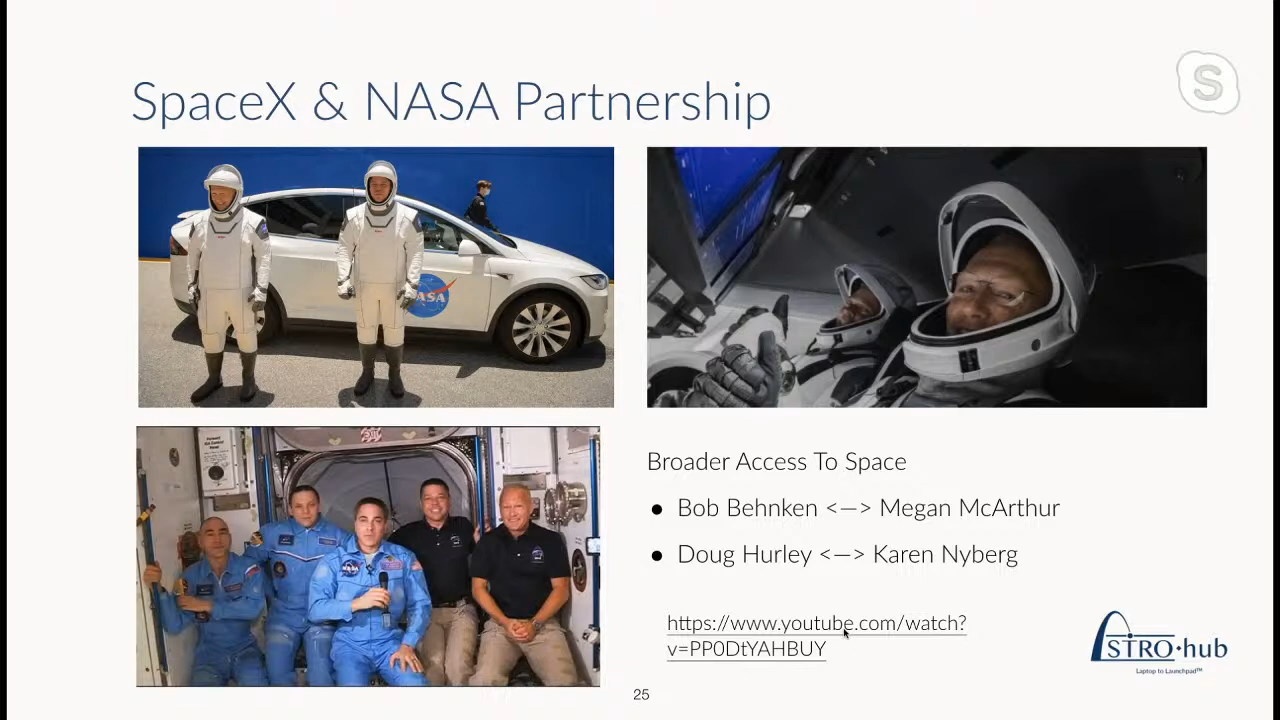 SpaceX & NASA Partnership
S
NASA
NASA
Broader Access To Space
• Bob Behnken <—> Megan McArthur
• Doug Hurley <—> Karen Nyberg
https://www.youtube.com/watch?
v=PP0DtYAHBUY
STRO·hub
Laptop to Launchpad™
25